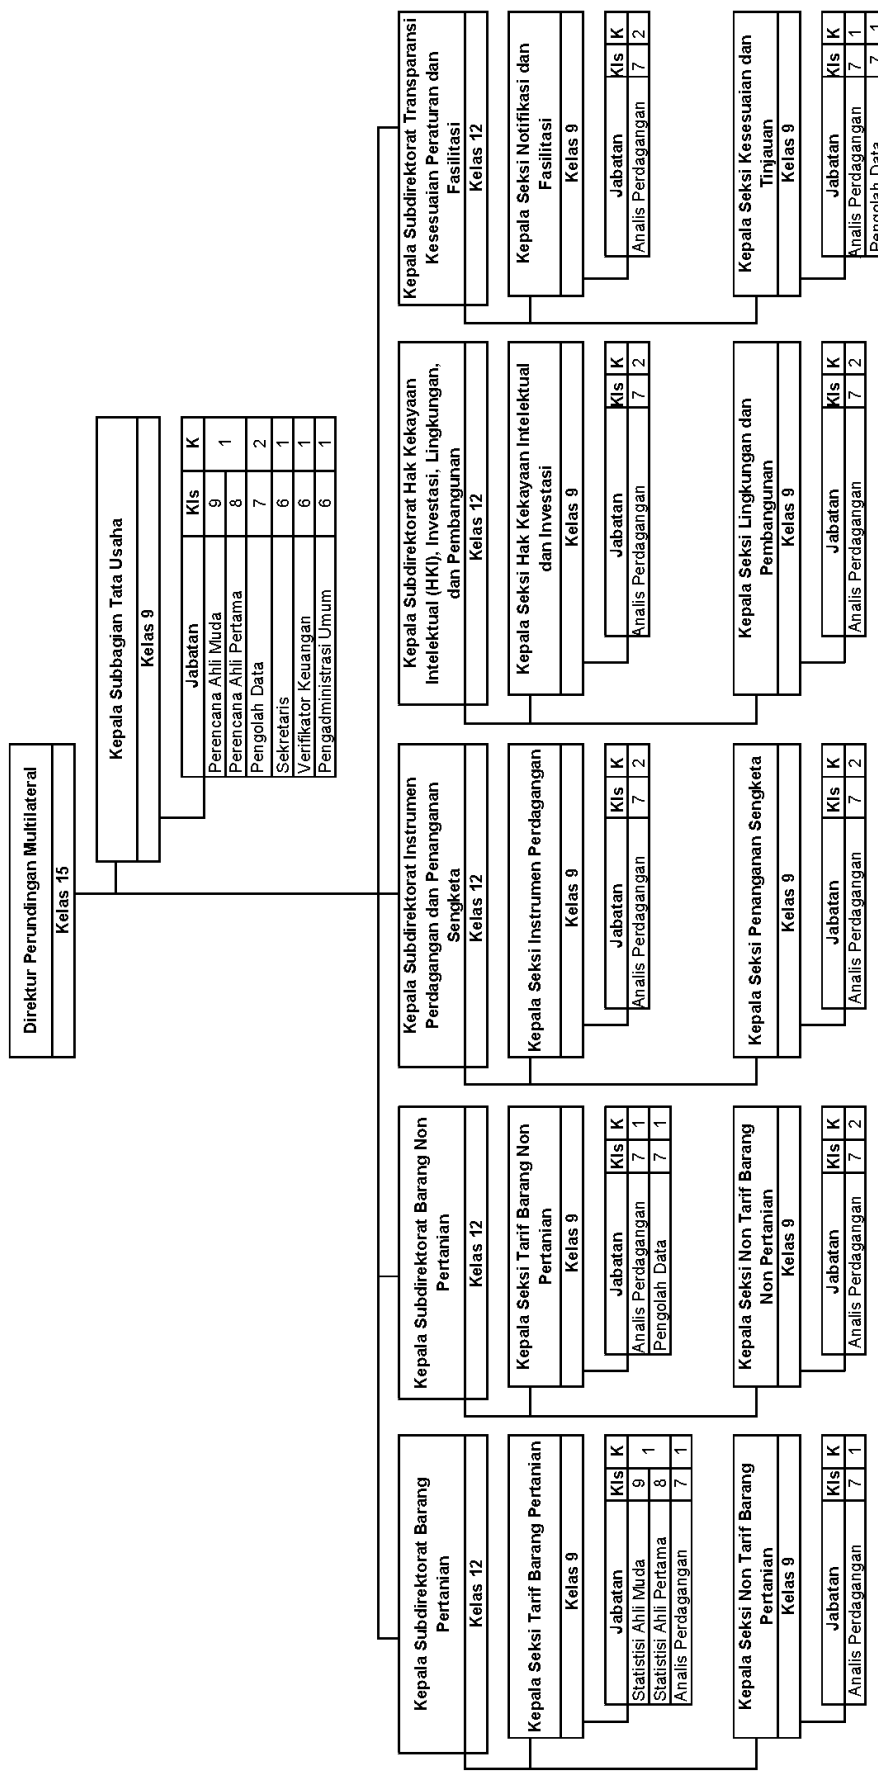 Direktur Perundingan Multilateral
Kelas 15
Kepala Subbagian Tata Usaha
Kelas 9
Jabatan Kls K
Perencana Ahli Muda 9 1
Perencana Ahli Pertama 8
Pengolah Data 7 2
Sekretaris 6 1
Verifikator Keuangan 6 1
Pengadministrasi Umum 6 1
Kepala Subdirektorat Barang
Pertanian
Kelas 12
Kepala Seksi Tarif Barang Pertanian
Kelas 9
Jabatan Kls K
Statistisi Ahli Muda 9 1
Statistisi Ahli Pertama 8
Analis Perdagangan 7 1
Kepala Seksi Non Tarif Barang
Pertanian
Kelas 9
Jabatan Kls K
Analis Perdagangan 7 1
Kepala Subdirektorat Barang Non
Pertanian
Kelas 12
Kepala Seksi Tarif Barang Non
Pertanian
Kelas 9
Jabatan Kls K
Analis Perdagangan 7 1
Pengolah Data 7 1
Kepala Seksi Non Tarif Barang
Non Pertanian
Kelas 9
Jabatan Kls K
Analis Perdagangan 7 2
Kepala Subdirektorat Instrumen
Perdagangan dan Penanganan
Sengketa
Kelas 12
Kepala Seksi Instrumen Perdagangan
Kelas 9
Jabatan Kls K
Analis Perdagangan 7 2
Kepala Seksi Penanganan Sengketa
Kelas 9
Jabatan Kls K
Analis Perdagangan 7 2
Kepala Subdirektorat Hak Kekayaan
Intelektual (HKI), Investasi, Lingkungan,
dan Pembangunan
Kelas 12
Kepala Seksi Hak Kekayaan Intelektual
dan Investasi
Kelas 9
Jabatan Kls K
Analis Perdagangan 7 2
Kepala Seksi Lingkungan dan
Pembangunan
Kelas 9
Jabatan Kls K
Analis Perdagangan 7 2
Kepala Subdirektorat Transparansi
Kesesuaian Peraturan dan
Fasilitasi
Kelas 12
Kepala Seksi Notifikasi dan
Fasilitasi
Kelas 9
Jabatan Kls K
Analis Perdagangan 7 2
Kepala Seksi Kesesuaian dan
Tinjauan
Kelas 9
Jabatan Kls K
Analis Perdagangan 7 1
Pengolah Data 7 1